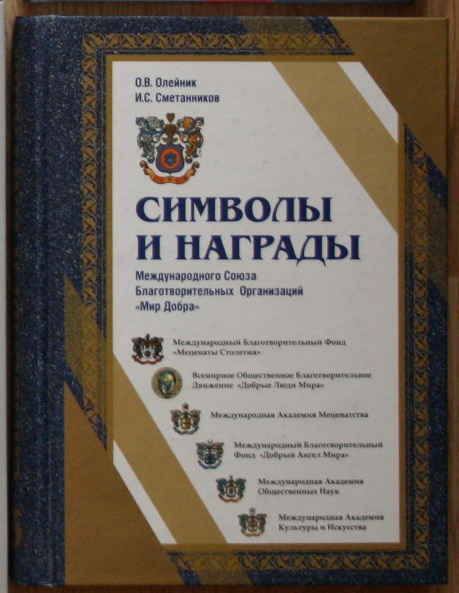 О.В. Олейник
И.С. Сметанников
СИМВОЛЫ
И НАГРАДЫ
Международного Союза
Благотворительных Организаций
«Мир Добра»
Международный Благотворительный Фонд
«Меценаты Столетия»
Всемирное Общественное Благотворительное
Движение «Добрые Люди Мира»
Международная Академия Меценатства
Международный Благотворительный
Фонд «Добрый Ангел Мира»
Международная Академия
Общественных Наук
Международная Академия
Культуры и Искусства